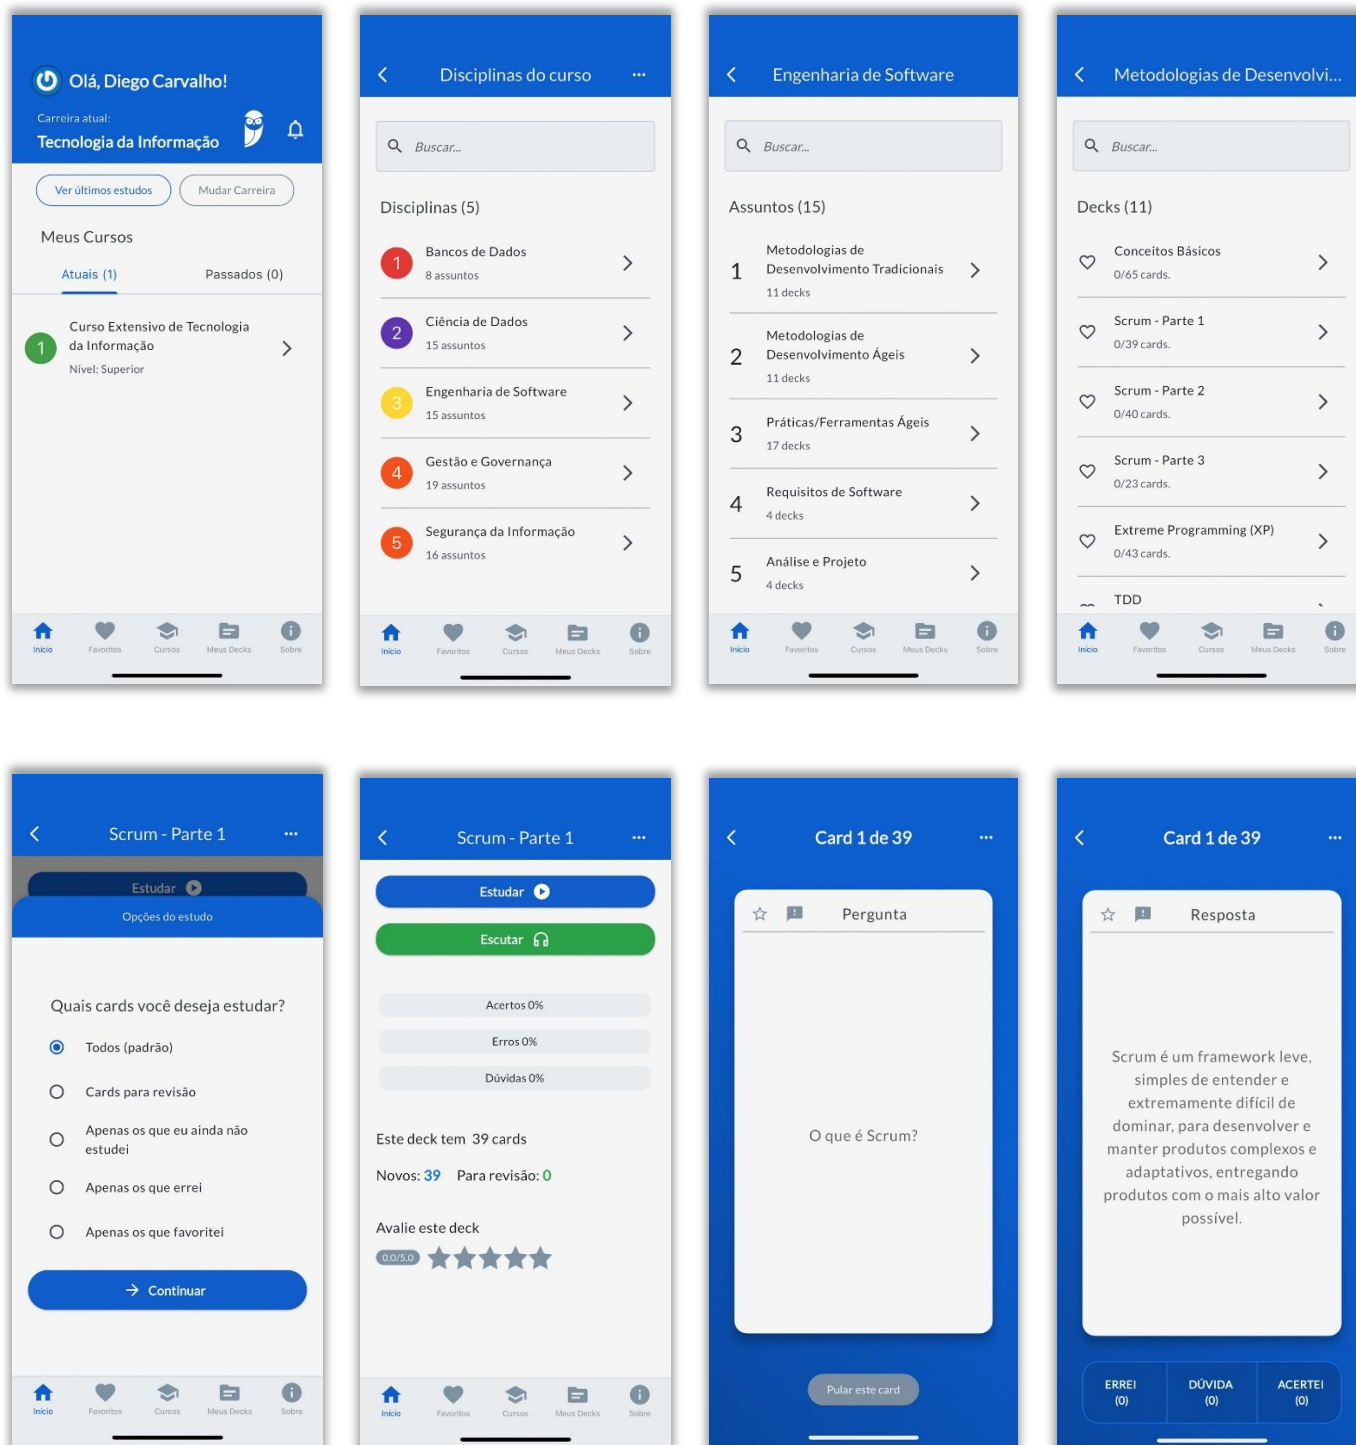 Olá, Diego Carvalho!
Carreira atual:
Tecnologia da Informação
Ver últimos estudos
Mudar Carreira
Meus Cursos
Atuais (1)
Passados (0)
1
Curso Extensivo de Tecnologia
da Informação
Nível: Superior
Início
Favoritos
Cursos
Meus Decks
Sobre
Disciplinas do curso
Buscar...
Disciplinas (5)
1
Bancos de Dados
8 assuntos
2
Ciência de Dados
15 assuntos
3
Engenharia de Software
15 assuntos
4
Gestão e Governança
19 assuntos
5
Segurança da Informação
16 assuntos
Início
Favoritos
Cursos
Meus Decks
Sobre
Engenharia de Software
Buscar...
Assuntos (15)
1
Metodologias de
Desenvolvimento Tradicionais
11 decks
2
Metodologias de
Desenvolvimento Ágeis
11 decks
3
Práticas/Ferramentas Ágeis
17 decks
4
Requisitos de Software
4 decks
5
Análise e Projeto
4 decks
Início
Favoritos
Cursos
Meus Decks
Sobre
Metodologias de Desenvolvi...
Buscar...
Decks (11)
Conceitos Básicos
0/65 cards.
Scrum - Parte 1
0/39 cards.
Scrum - Parte 2
0/40 cards.
Scrum - Parte 3
0/23 cards.
Extreme Programming (XP)
0/43 cards.
TDD
Início
Favoritos
Cursos
Meus Decks
Sobre
Scrum - Parte 1
Estudar
Opções do estudo
Quais cards você deseja estudar?
Todos (padrão)
Cards para revisão
Apenas os que eu ainda não
estudei
Apenas os que errei
Apenas os que favoritei
Continuar
Início
Favoritos
Cursos
Meus Decks
Sobre
Scrum - Parte 1
Estudar
Escutar
Acertos 0%
Erros 0%
Dúvidas 0%
Este deck tem 39 cards
Novos: 39 Para revisão: 0
Avalie este deck
0.0/5.0
Início
Favoritos
Cursos
Meus Decks
Sobre
Card 1 de 39
Pergunta
O que é Scrum?
Pular este card
Card 1 de 39
Resposta
Scrum é um framework leve,
simples de entender e
extremamente difícil de
dominar, para desenvolver e
manter produtos complexos e
adaptativos, entregando
produtos com o mais alto valor
possível.
ERREI
(0)
DÚVIDA
(0)
ACERTEI
(0)